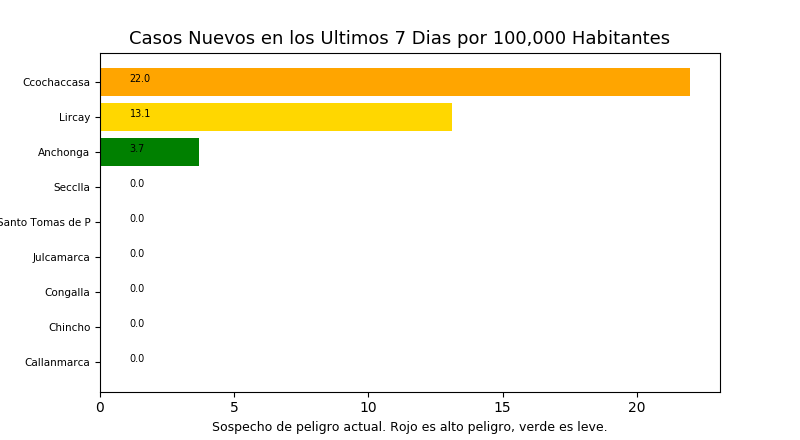 Casos Nuevos en los Ultimos 7 Dias por 100,000 Habitantes
Ccochaccasa 22.0
Lircay 13.1
Anchonga 3.7
Secclla 0.0
Santo Tomas de P 0.0
Julcamarca 0.0
Congalla 0.0
Chincho 0.0
Callanmarca 0.0
0 5 10 15 20
Sospecho de peligro actual. Rojo es alto peligro, verde es leve.